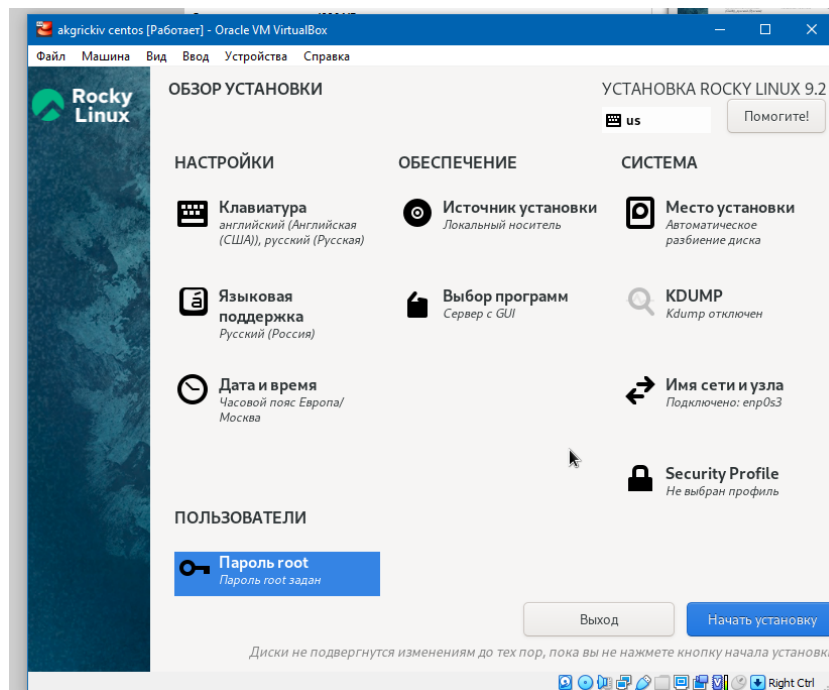 akgrickiv centos [Работает] - Oracle VM VirtualBox
Файл Машина Вид Ввод Устройства Справка
Rocky
Linux
ОБЗОР УСТАНОВКИ
УСТАНОВКА ROCKY LINUX 9.2
us
Помогите!
НАСТРОЙКИ
Клавиатура
английский (Английская
(США)), русский (Русская)
Языковая
поддержка
Русский (Россия)
Дата и время
Часовой пояс Европа/
Москва
ОБЕСПЕЧЕНИЕ
Источник установки
Локальный носитель
Выбор программ
Сервер с GUI
СИСТЕМА
Место установки
Автоматическое
разбиение диска
KDUMP
Kdump отключен
Имя сети и узла
Подключено: enp0s3
Security Profile
Не выбран профиль
ПОЛЬЗОВАТЕЛИ
Пароль root
Пароль root задан
Выход
Начать установку
Диски не подвергнутся изменениям до тех пор, пока вы не нажмете кнопку начала
Right Ctrl